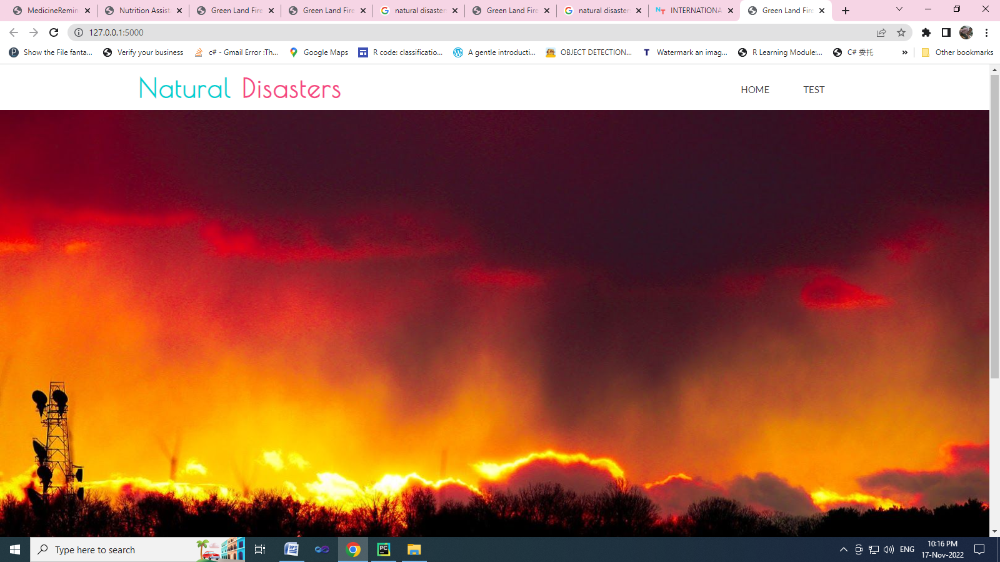 MedicineRemin
Nutrition Assist
Green Land Fire
Green Land Fire
natural disaster
Green Land Fire
natural disaster
INTERNATIONA
Green Land Fire
127.0.0.1:5000
Show the File fanta...
Verify your business
c# - Gmail Error :Th...
Google Maps
R code: classificatio...
A gentle introducti...
OBJECT DETECTION...
Watermark an imag...
R Learning Module:...
C# 委托
»
Other bookmarks
Natural Disasters
HOME
TEST
Type here to search
ENG
10:16 PM
17-Nov-2022